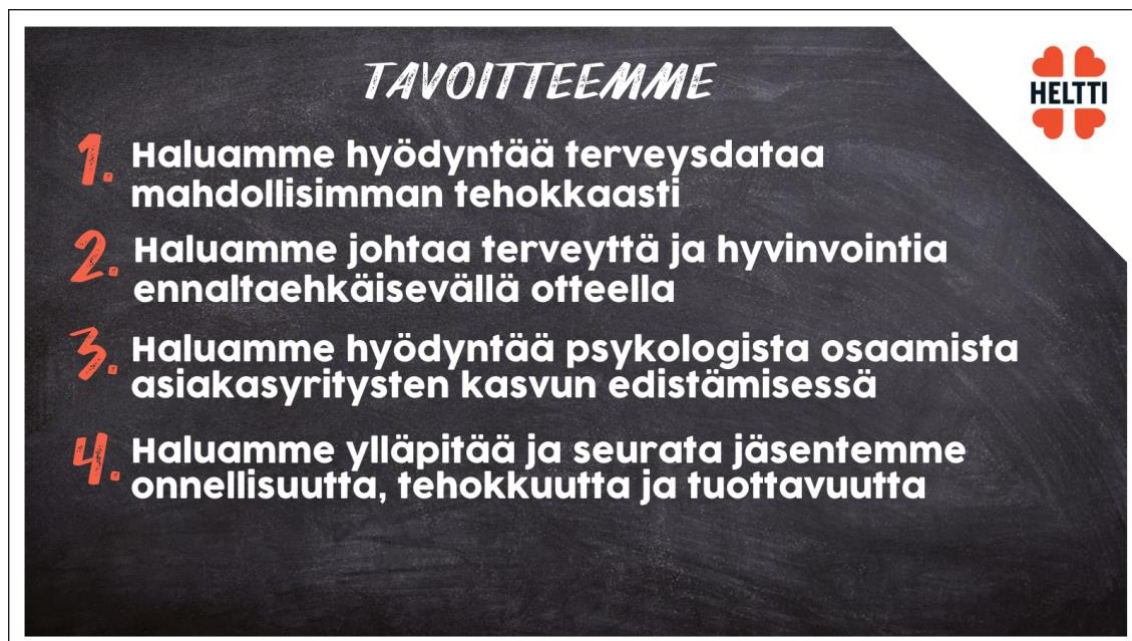 TAVOITTEEMME
HELTTI
1. Haluamme hyödyntää terveysdataa
mahdollisimman tehokkaasti
2. Haluamme johtaa terveyttä ja hyvinvointia
ennaltaehkäisevällä otteella
3. Haluamme hyödyntää psykologista osaamista
asiakasyritysten kasvun edistämisessä
4. Haluamme ylläpitää ja seurata jäsentemme
onnellisuutta, tehokkuutta ja tuottavuutta